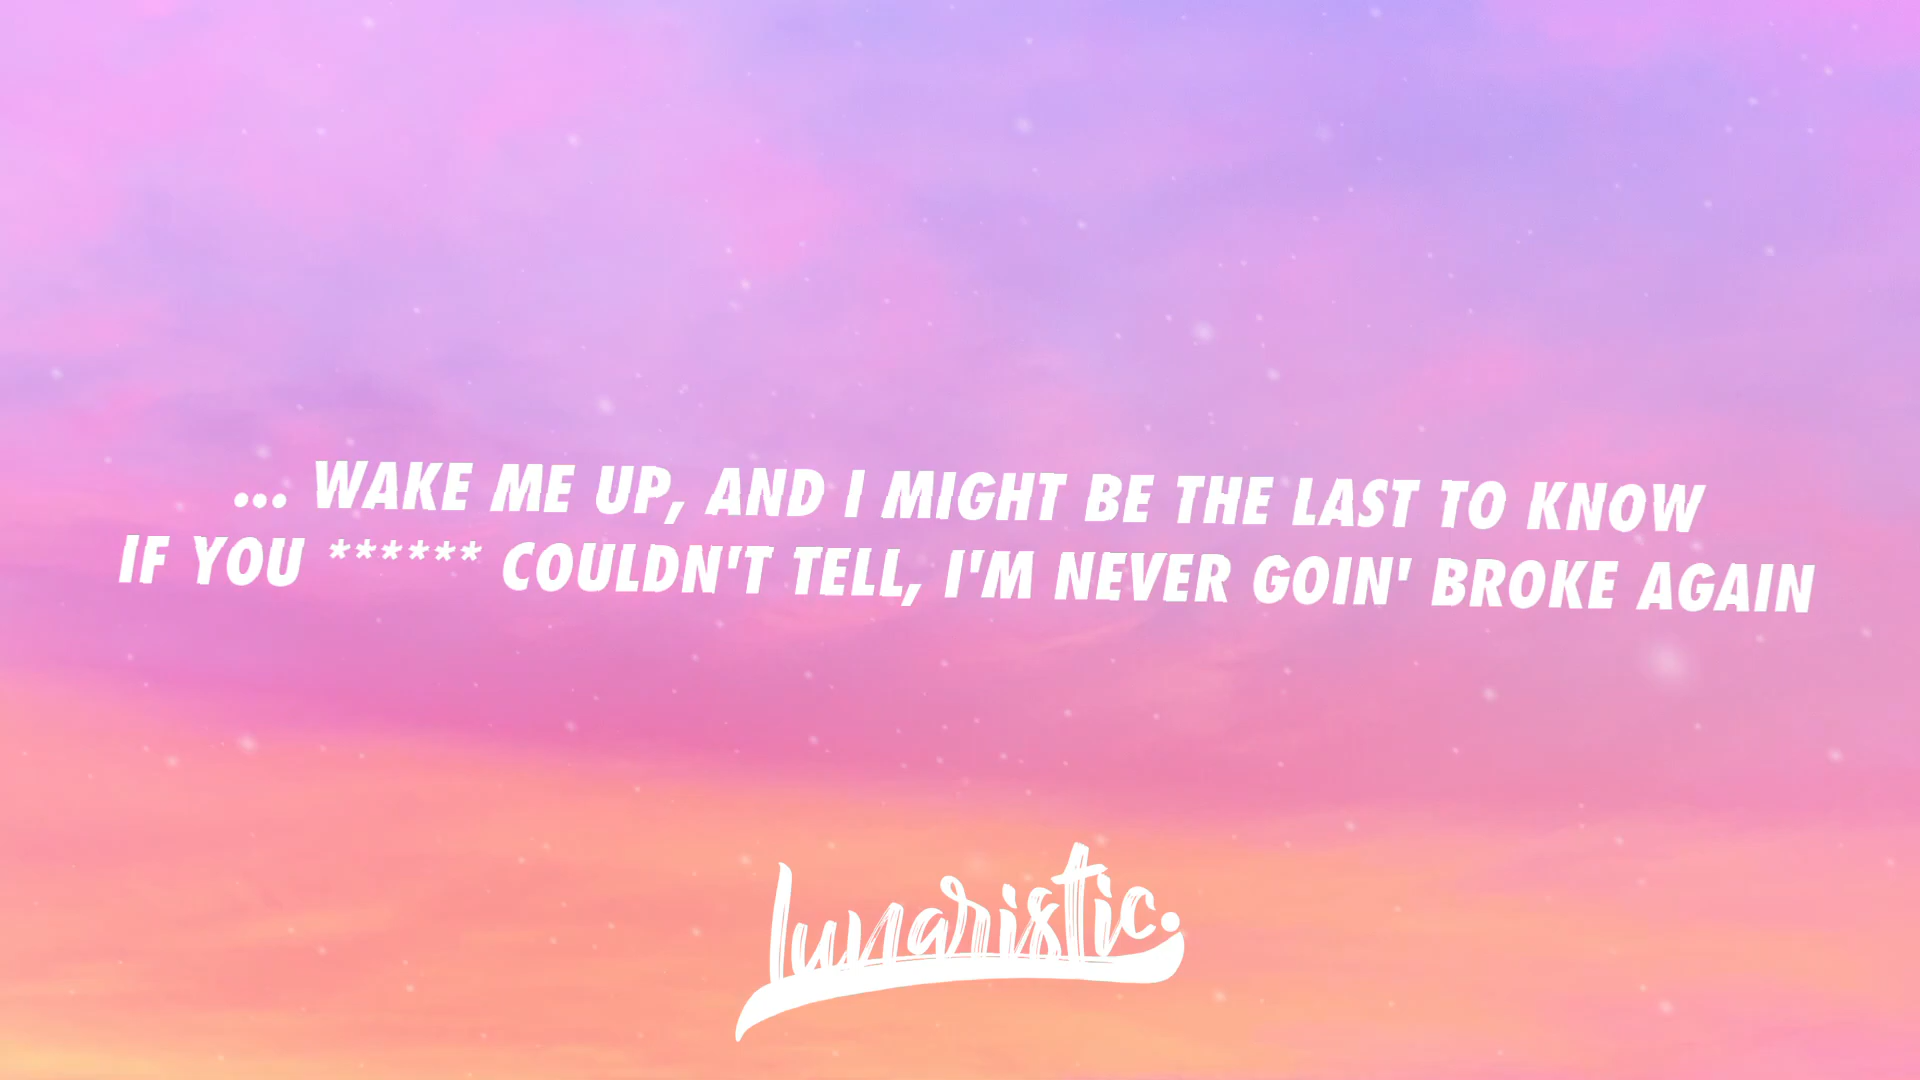 ... WAKE ME UP, AND I MIGHT BE THE LAST TO KNOW
IF YOU ****** COULDN'T TELL, I'M NEVER GOIN' BROKE AGAIN
lunaristic.